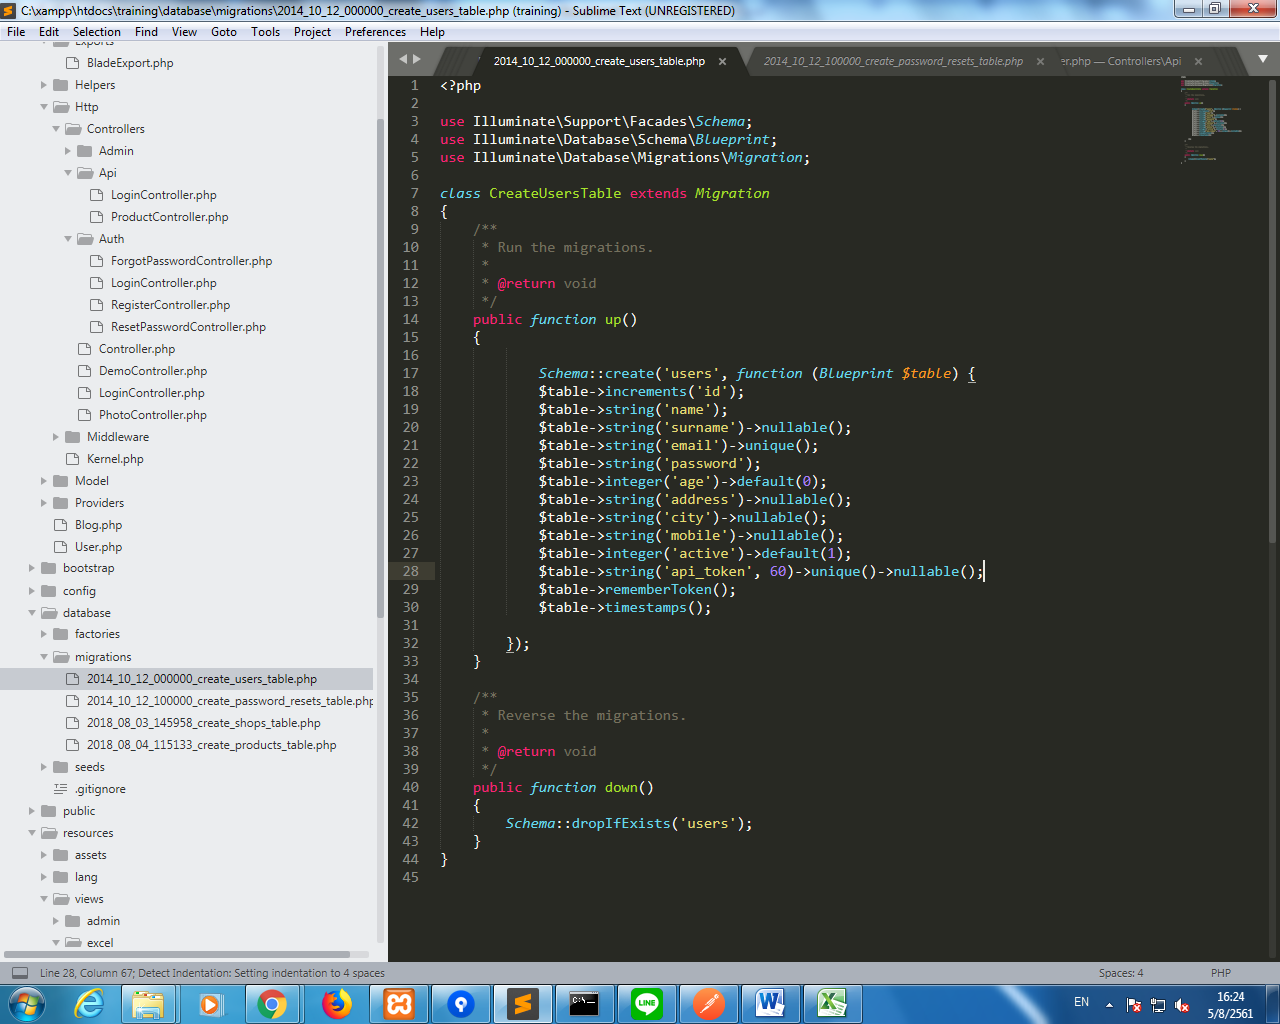 C:\xampp\htdocs\training\database\migrations\2014_10_12_000000_create_users_table.php (training) - Sublime Text (UNREGISTERED)
File Edit Selection Find View Goto Tools Project Preferences Help
Exports
BladeExport.php
Helpers
Http
Controllers
Admin
Api
LoginController.php
ProductController.php
Auth
ForgotPasswordController.php
LoginController.php
RegisterController.php
ResetPasswordController.php
Controller.php
DemoController.php
LoginController.php
PhotoController.php
Middleware
Kernel.php
Model
Providers
Blog.php
User.php
bootstrap
config
database
factories
migrations
2014_10_12_000000_create_users_table.php
2014_10_12_100000_create_password_resets_table.php
2018_08_03_145958_create_shops_table.php
2018_08_04_115133_create_products_table.php
seeds
.gitignore
public
resources
assets
lang
views
admin
excel
2014_10_12_000000_create_users_table.php
2014_10_12_100000_create_password_resets_table.php
er.php — Controllers\Api
1 <?php
2
3 use Illuminate\Support\Facades\Schema;
4 use Illuminate\Database\Schema\Blueprint;
5 use Illuminate\Database\Migrations\Migration;
6
7 class CreateUsersTable extends Migration
8 {
9 /**
10 * Run the migrations.
11 *
12 * @return void
13 */
14 public function up()
15 {
16
17 Schema::create('users', function (Blueprint $table) {
18 $table->increments('id');
19 $table->string('name');
20 $table->string('surname')->nullable();
21 $table->string('email')->unique();
22 $table->string('password');
23 $table->integer('age')->default(0);
24 $table->string('address')->nullable();
25 $table->string('city')->nullable();
26 $table->string('mobile')->nullable();
27 $table->integer('active')->default(1);
28 $table->string('api_token', 60)->unique()->nullable();
29 $table->rememberToken();
30 $table->timestamps();
31
32 });
33 }
34
35 /**
36 * Reverse the migrations.
37 *
38 * @return void
39 */
40 public function down()
41 {
42 Schema::dropIfExists('users');
43 }
44 }
45
Line 28, Column 67; Detect Indentation: Setting indentation to 4 spaces
Spaces: 4
PHP
LINE
EN
16:24
5/8/2561